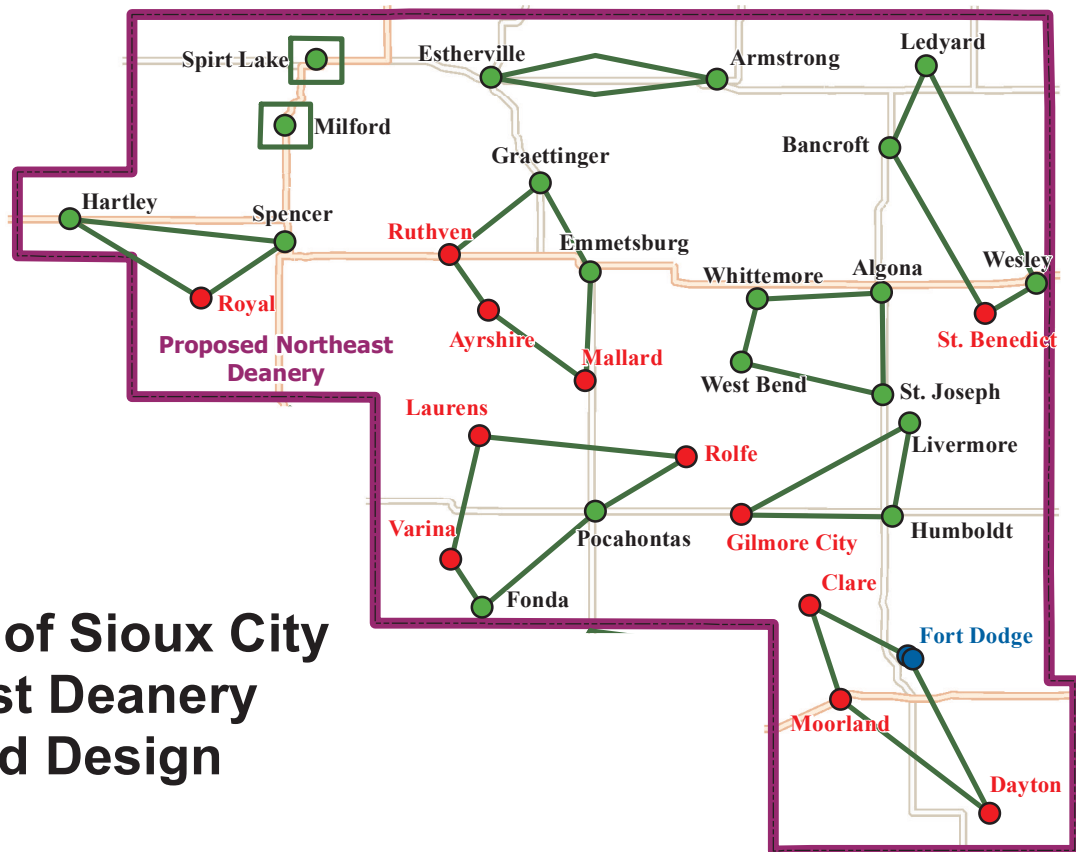 Spirt Lake
Estherville
Armstrong
Ledyard
Milford
Bancroft
Graettinger
Hartley
Spencer
Ruthven
Emmetsburg
Whittemore
Algona
Wesley
Royal
Ayrshire
Mallard
St. Benedict
Proposed Northeast
Deanery
West Bend
St. Joseph
Laurens
Rolfe
Livermore
Varina
Pocahontas
Gilmore City
Humboldt
Fonda
Clare
Fort Dodge
Moorland
Dayton
of Sioux City
st Deanery
d Design